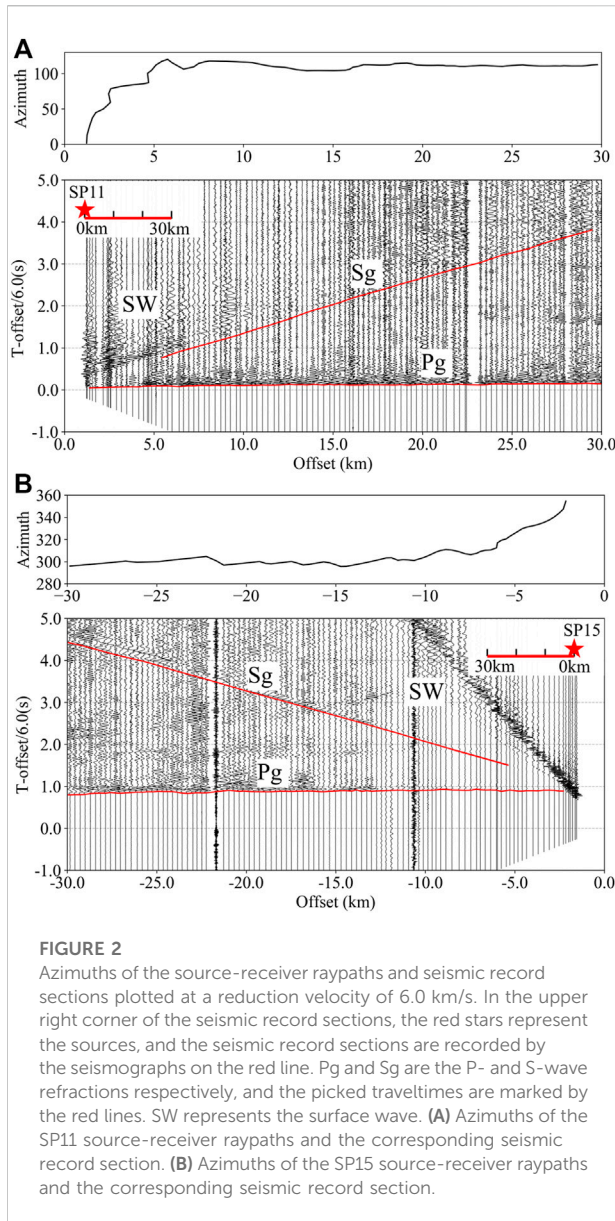 A
Azimuth
100
50
0
0 5 10 15 20 25 30
T-offset/6.0(s)
5.0
4.0
3.0
2.0
1.0
0.0
-1.0
SP11
0km 30km
SW
Sg
Pg
0.0 5.0 10.0 15.0 20.0 25.0 30.0
Offset (km)
B
Azimuth
360
340
320
300
280
−30 −25 −20 −15 −10 −5 0
T-offset/6.0(s)
5.0
4.0
3.0
2.0
1.0
0.0
-1.0
SP15
30km 0km
SW
Sg
Pg
-30.0 -25.0 -20.0 -15.0 -10.0 -5.0 0.0
Offset (km)
FIGURE 2
Azimuths of the source-receiver raypaths and seismic record
sections plotted at a reduction velocity of 6.0 km/s. In the upper
right corner of the seismic record sections, the red stars represent
the sources, and the seismic record sections are recorded by
the seismographs on the red line. Pg and Sg are the P- and S-wave
refractions respectively, and the picked traveltimes are marked by
the red lines. SW represents the surface wave. (A) Azimuths of the
SP11 source-receiver raypaths and the corresponding seismic
record section. (B) Azimuths of the SP15 source-receiver raypaths
and the corresponding seismic record section.